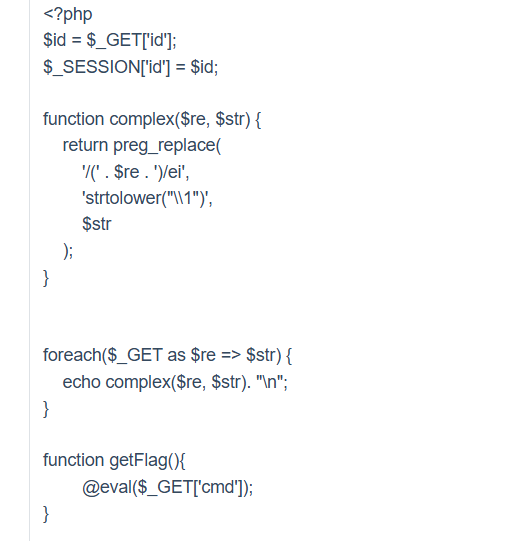 <?php
$id = $_GET['id'];
$_SESSION['id'] = $id;
function complex($re, $str) {
return preg_replace(
'/(' . $re . ')/ei',
'strtolower("\\1")',
$str
);
}
foreach($_GET as $re => $str) {
echo complex($re, $str). "\n";
}
function getFlag(){
@eval($_GET['cmd']);
}